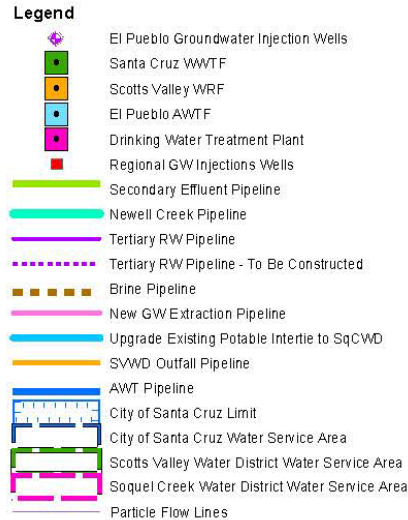 Legend
El Pueblo Groundwater Injection Wells
Santa Cruz WWTF
Scotts Valley WRF
El Pueblo AWTF
Drinking Water Treatment Plant
Regional GW Injections Wells
Secondary Effluent Pipeline
Newell Creek Pipeline
Tertiary RW Pipeline
Tertiary RW Pipeline - To Be Constructed
Brine Pipeline
New GW Extraction Pipeline
Upgrade Existing Potable Intertie to SqCWD
SVWD Outfall Pipeline
AWT Pipeline
City of Santa Cruz Limit
City of Santa Cruz Water Service Area
Scotts Valley Water District Water Service Area
Soquel Creek Water District Water Service Area
Particle Flow Lines